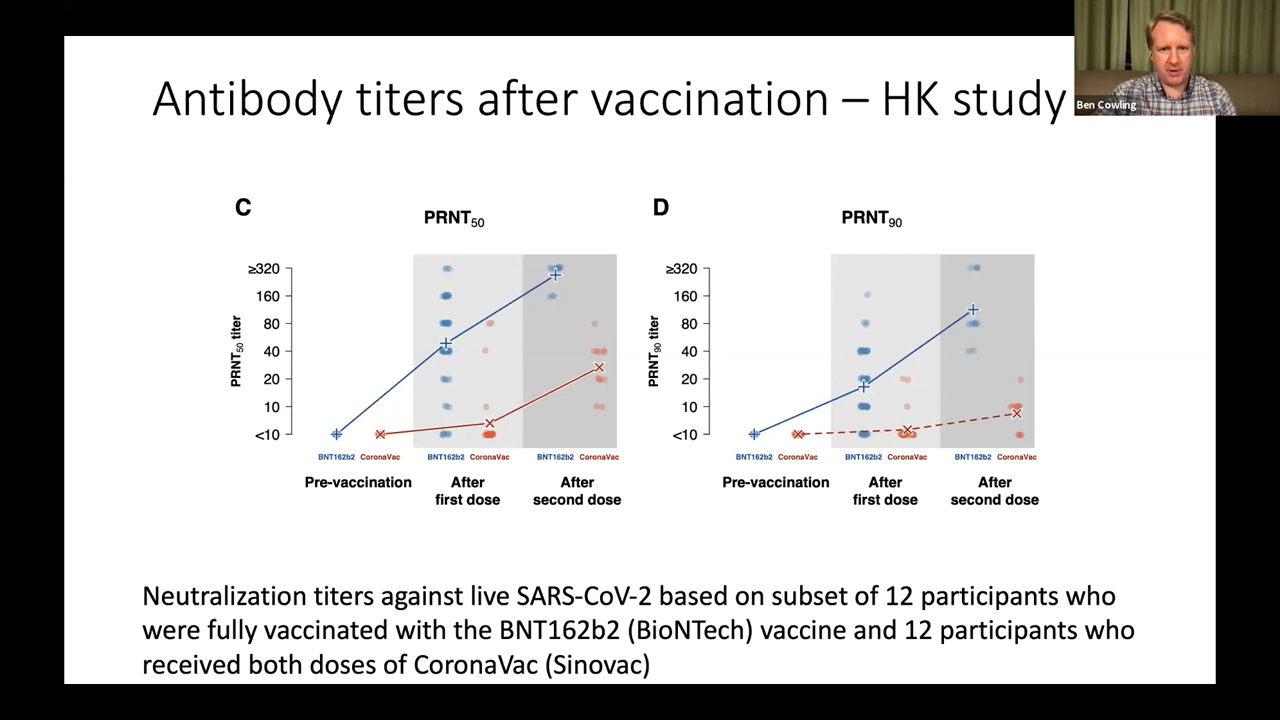 Antibody titers after vaccination – HK study
Ben Cowling
C
PRNT50
PRNT50 titer
≥320
160
80
40
20
10
<10
BNT162b2 CoronaVac
BNT162b2 CoronaVac
BNT162b2 CoronaVac
Pre-vaccination
After
first dose
After
second dose
D
PRNT90
PRNT90 titer
≥320
160
80
40
20
10
<10
BNT162b2 CoronaVac
BNT162b2 CoronaVac
BNT162b2 CoronaVac
Pre-vaccination
After
first dose
After
second dose
Neutralization titers against live SARS-CoV-2 based on subset of 12 participants who
were fully vaccinated with the BNT162b2 (BioNTech) vaccine and 12 participants who
received both doses of CoronaVac (Sinovac)